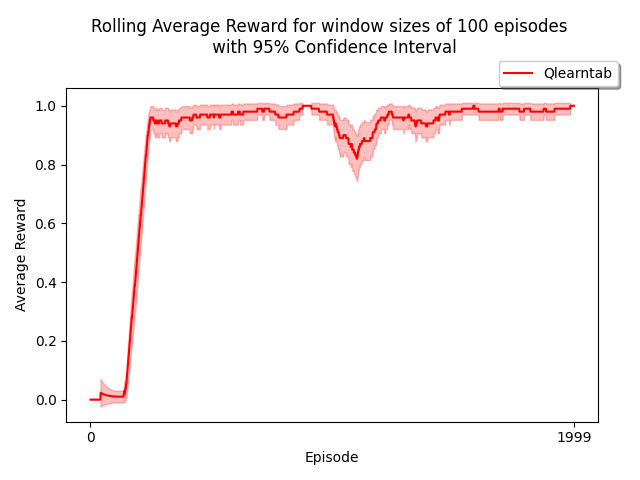 Rolling Average Reward for window sizes of 100 episodes
with 95% Confidence Interval
Qlearntab
1.0
0.8
0.6
0.4
0.2
0.0
Average Reward
0
1999
Episode